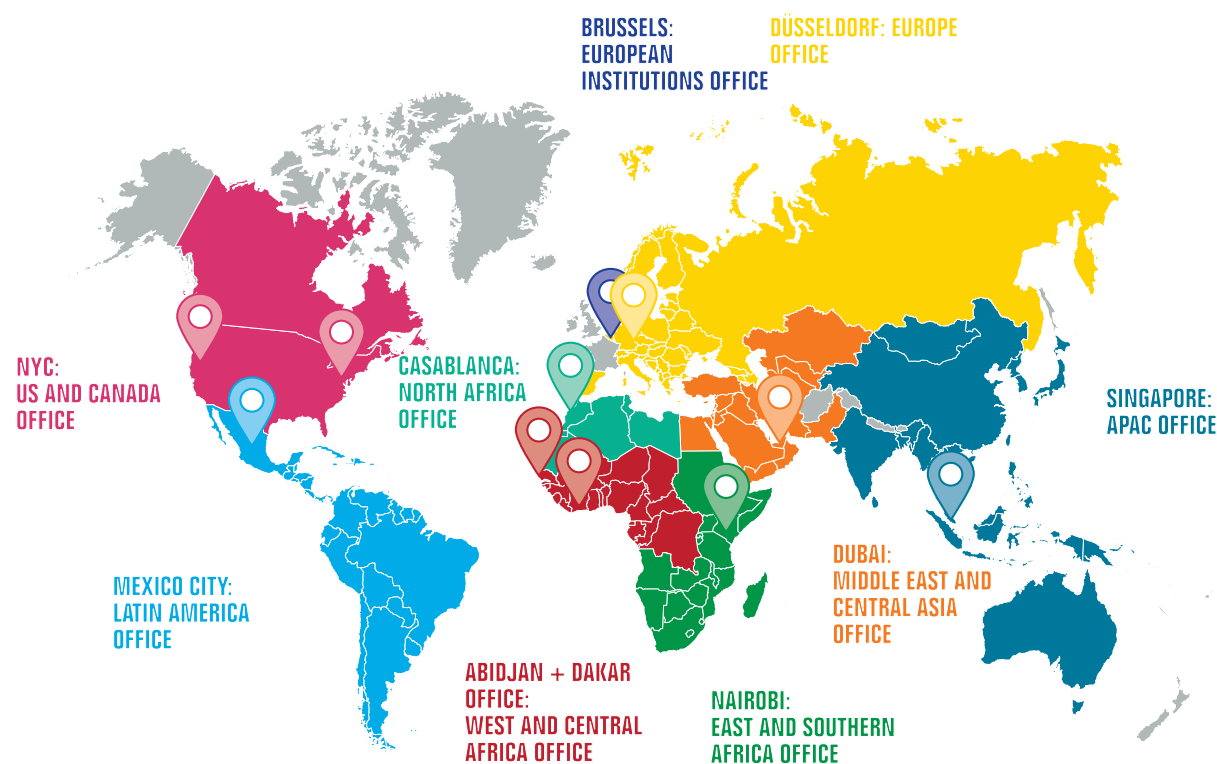 BRUSSELS:
EUROPEAN
INSTITUTIONS OFFICE
DÜSSELDORF: EUROPE
OFFICE
NYC:
US AND CANADA
OFFICE
CASABLANCA:
NORTH AFRICA
OFFICE
SINGAPORE:
APAC OFFICE
MEXICO CITY:
LATIN AMERICA
OFFICE
DUBAI:
MIDDLE EAST AND
CENTRAL ASIA
OFFICE
ABIDJAN + DAKAR
OFFICE:
WEST AND CENTRAL
AFRICA OFFICE
NAIROBI:
EAST AND SOUTHERN
AFRICA OFFICE